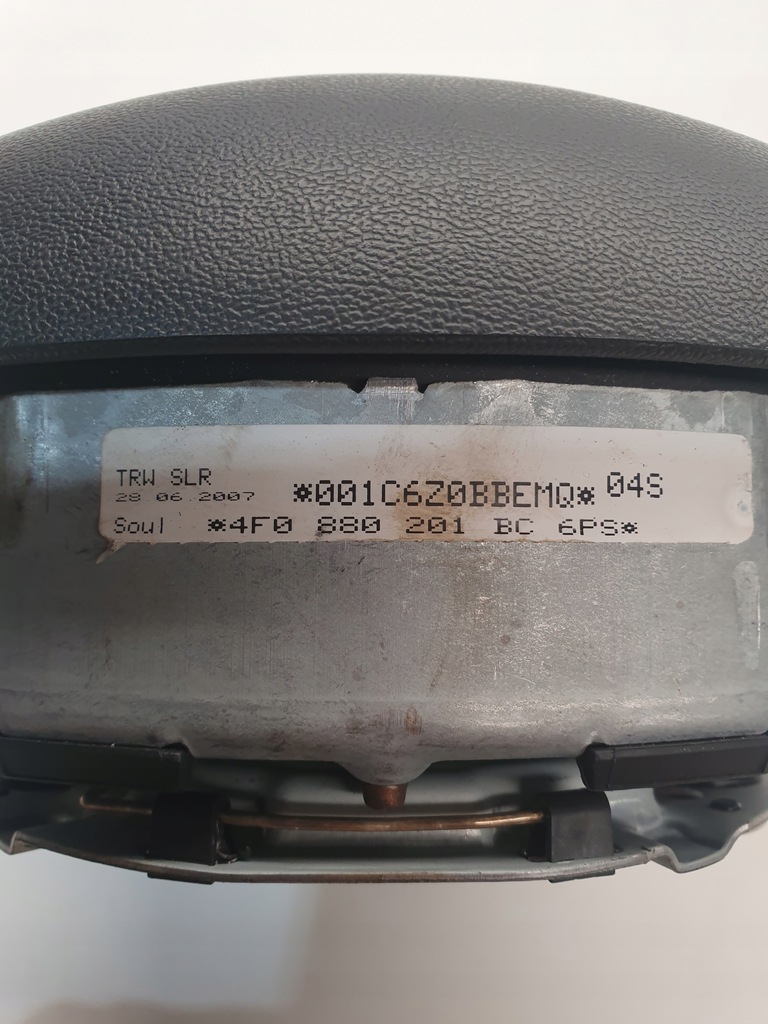 TRW SLR
28 06.2007 *001C6Z0BBEMQ* 04S
Soul *4F0 880 201 BC 6PS*